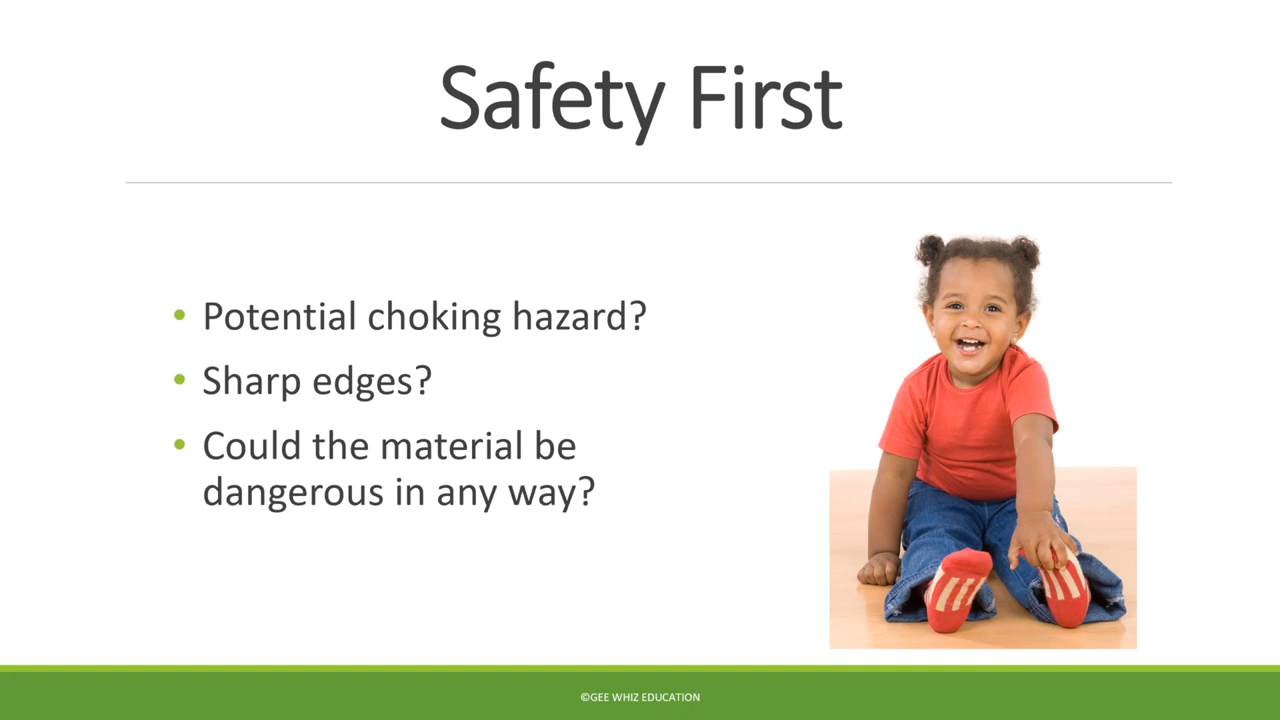 Safety First
• Potential choking hazard?
• Sharp edges?
• Could the material be
dangerous in any way?
©GEE WHIZ EDUCATION